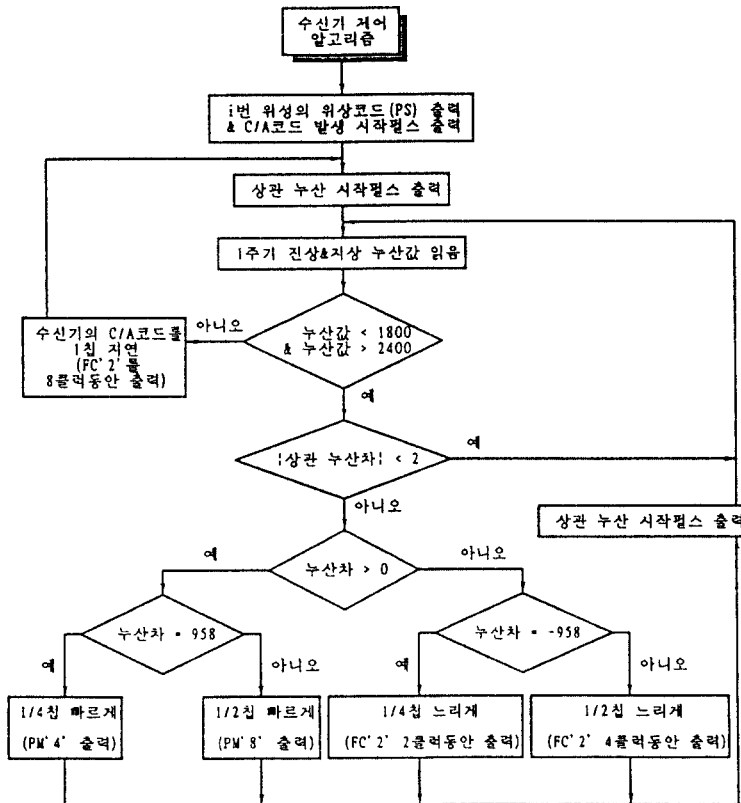 수신기 제어
알고리즘
i번 위성의 위상코드(PS) 출력
& C/A코드 발생 시작펄스 출력
상관 누산 시작펄스 출력
1주기 진상&지상 누산값 읽음
수신기의 C/A코드를
1칩 지연
(FC'2'를
8클럭동안 출력)
아니오
누산값 < 1800
& 누산값 > 2400
예
|상관 누산차| < 2
예
아니오
상관 누산 시작펄스 출력
예
누산차 > 0
아니오
누산차 = 958
누산차 = -958
예
아니오
예
아니오
1/4칩 빠르게
(PM'4' 출력)
1/2칩 빠르게
(PM'8' 출력)
1/4칩 느리게
(FC'2' 2클럭동안 출력)
1/2칩 느리게
(FC'2' 4클럭동안 출력)